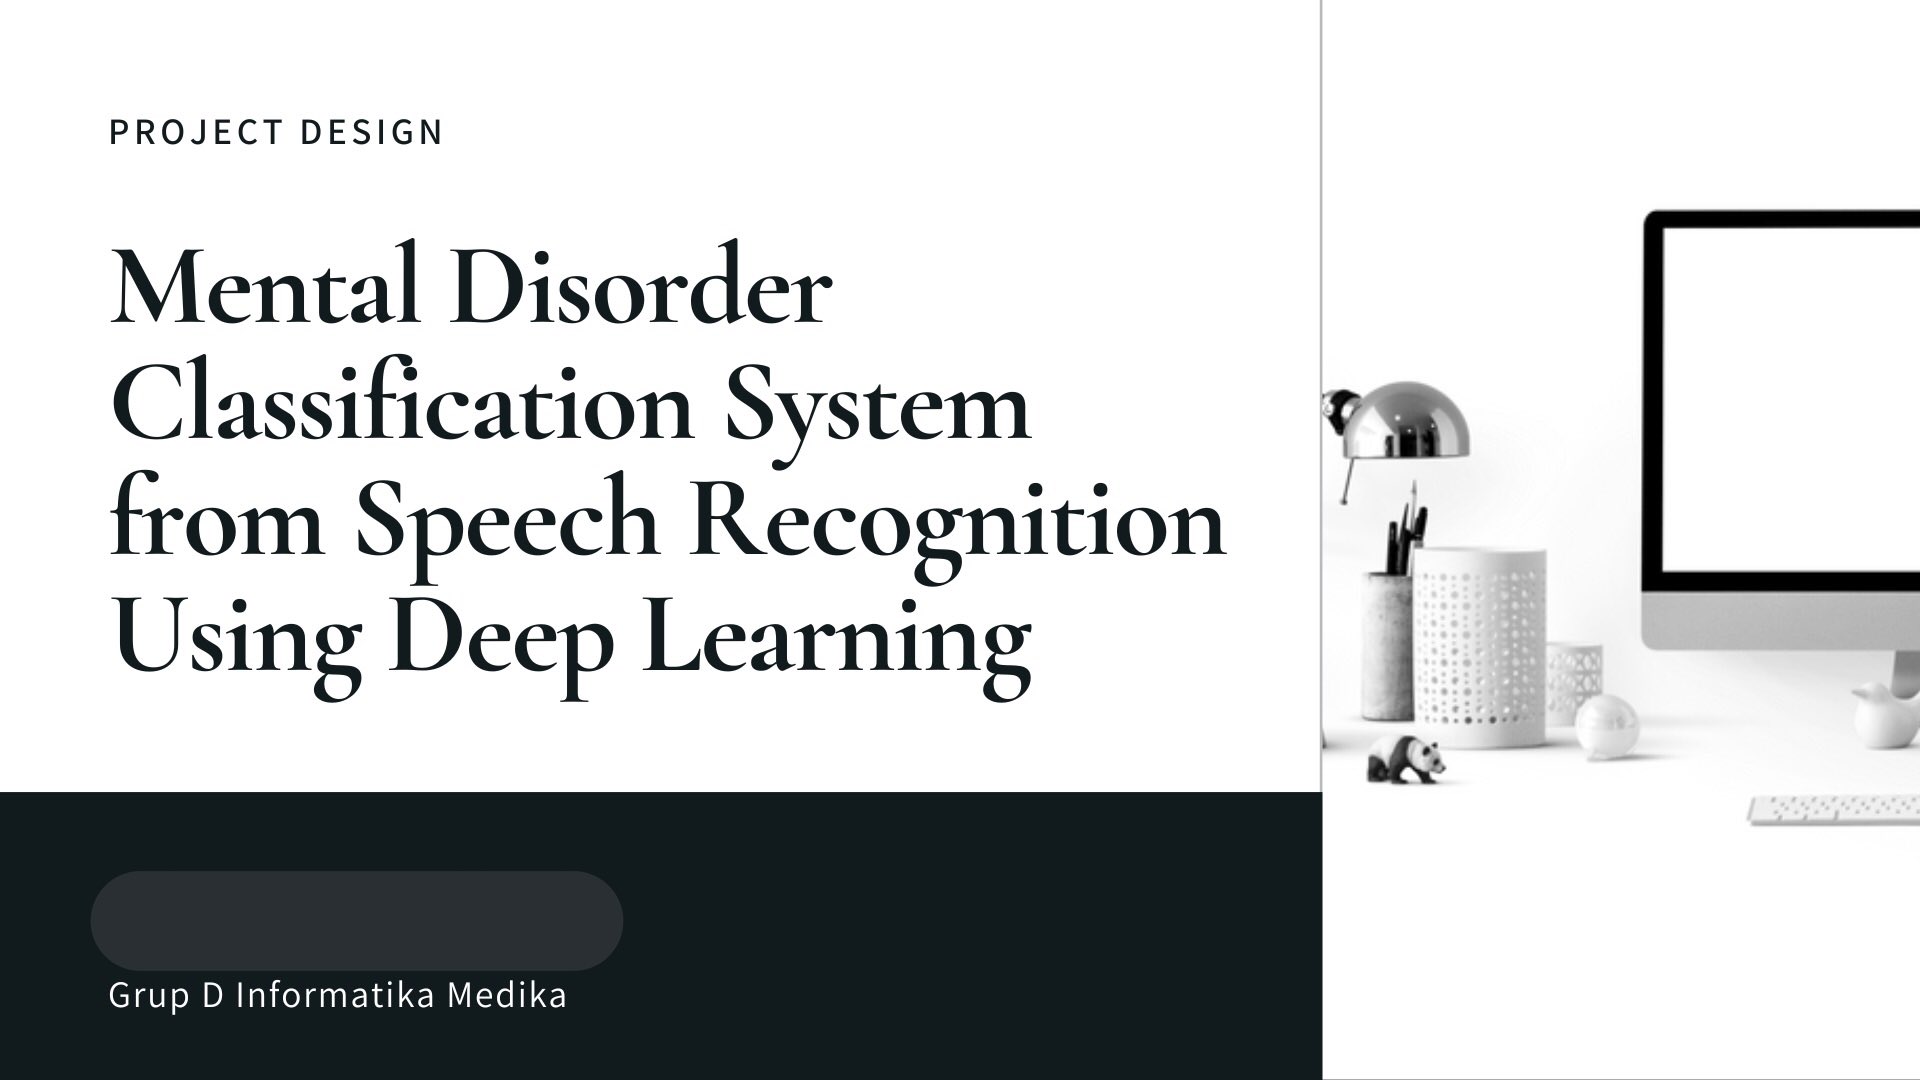 PROJECT DESIGN
Mental Disorder
Classification System
from Speech Recognition
Using Deep Learning
Grup D Informatika Medika